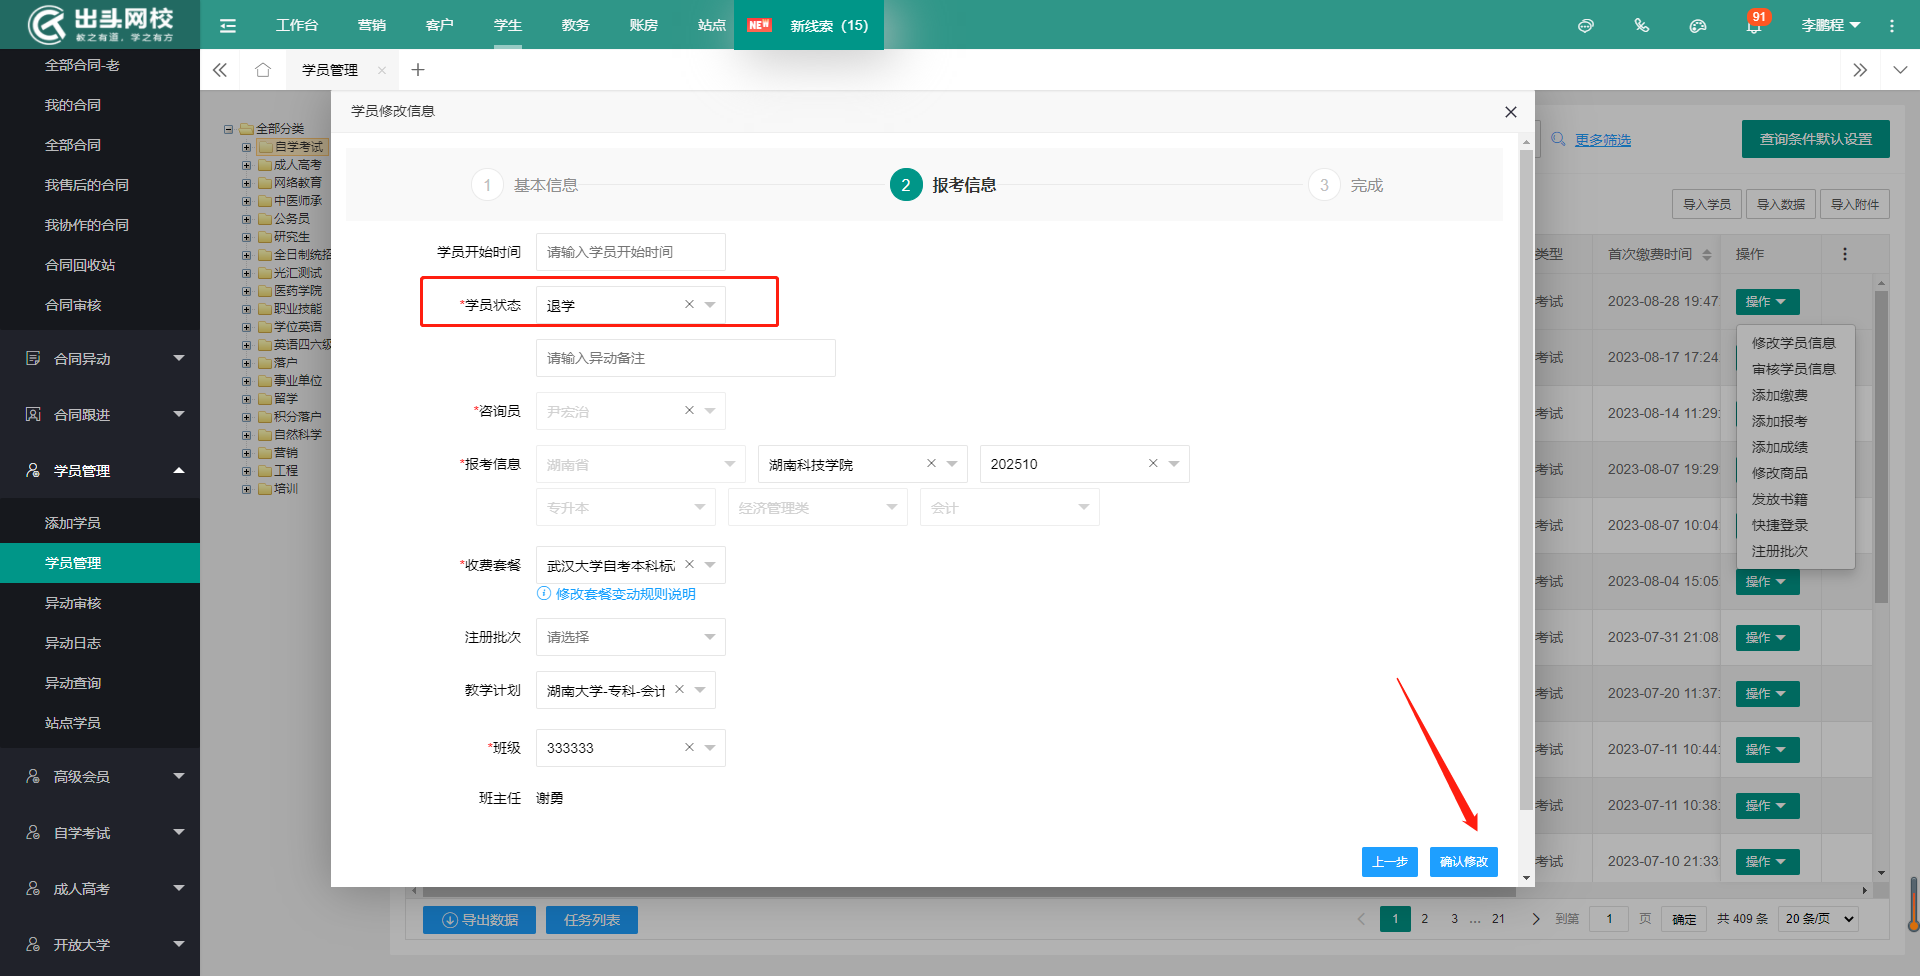 出头网校
教之有道，学之有方
工作台
营销
客户
学生
教务
账房
站点
NEW
新线索（15）
91
李鹏程
全部合同-老
我的合同
全部合同
我售后的合同
我协作的合同
合同回收站
合同审核
合同异动
合同跟进
学员管理
添加学员
学员管理
异动审核
异动日志
异动查询
站点学员
高级会员
自学考试
成人高考
开放大学
学员管理
全部分类
自学考试
成人高考
网络教育
中医师承
公务员
研究生
全日制统招
光汇测试
医药学院
职业技能
学位英语
英语四六级
落户
事业单位
留学
积分落户
自然科学
营销
工程
培训
学员修改信息
1 基本信息
2 报考信息
3 完成
学员开始时间 请输入学员开始时间
*学员状态 退学
请输入异动备注
*咨询员 尹宏治
*报考信息 湖南省 湖南科技学院 202510
专升本 经济管理类 会计
*收费套餐 武汉大学自考本科标
修改套餐变动规则说明
注册批次 请选择
教学计划 湖南大学-专科-会计
*班级 333333
班主任 谢勇
上一步
确认修改
更多筛选
查询条件默认设置
导入学员
导入数据
导入附件
类型 首次缴费时间 操作
考试 2023-08-28 19:47 操作
考试 2023-08-17 17:24
考试 2023-08-14 11:29:
考试 2023-08-07 19:29
考试 2023-08-07 10:04
考试 2023-08-04 15:05 操作
考试 2023-07-31 21:08 操作
考试 2023-07-20 11:37: 操作
考试 2023-07-11 10:44: 操作
考试 2023-07-11 10:38: 操作
考试 2023-07-10 21:33 操作
修改学员信息
审核学员信息
添加缴费
添加报考
添加成绩
修改商品
发放书籍
快捷登录
注册批次
导出数据
任务列表
1 2 3 … 21 到第 1 页 确定 共 409 条 20 条/页